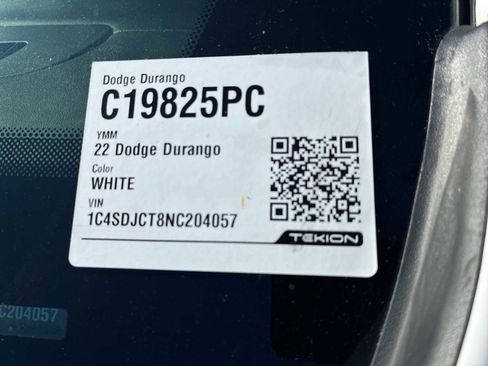 Dodge Durango
C19825PC
YMM
22 Dodge Durango
Color
WHITE
VIN
1C4SDJCT8NC204057
TEKION
C204057